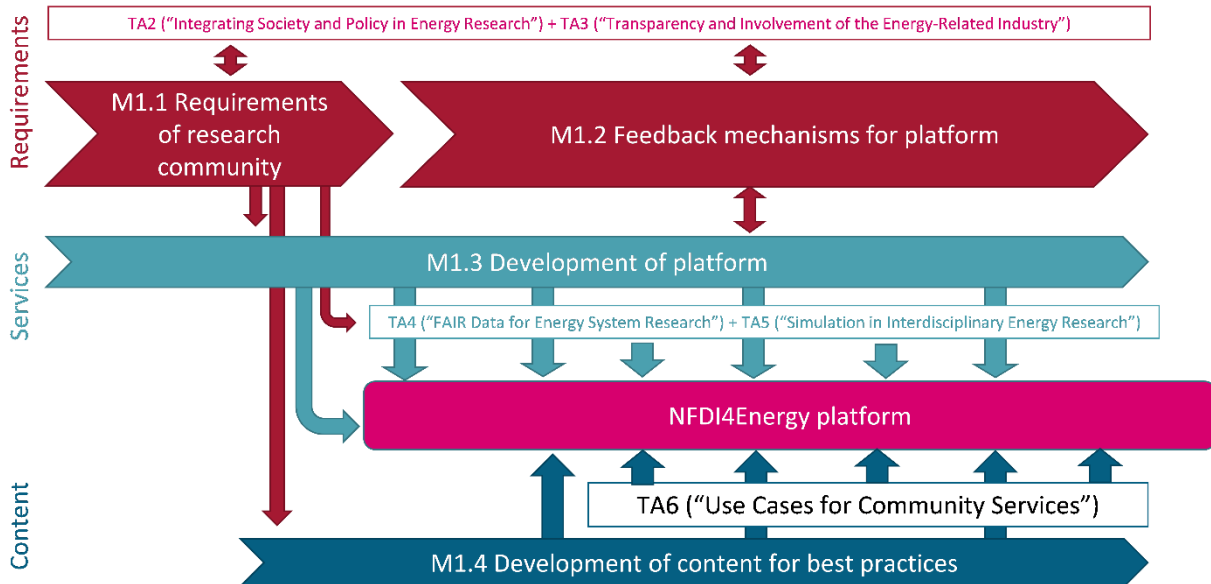 Requirements
TA2 (“Integrating Society and Policy in Energy Research”) + TA3 (“Transparency and Involvement of the Energy-Related Industry”)
M1.1 Requirements
of research
community
M1.2 Feedback mechanisms for platform
Services
M1.3 Development of platform
TA4 (“FAIR Data for Energy System Research”) + TA5 (“Simulation in Interdisciplinary Energy Research”)
NFDI4Energy platform
Content
TA6 (“Use Cases for Community Services”)
M1.4 Development of content for best practices